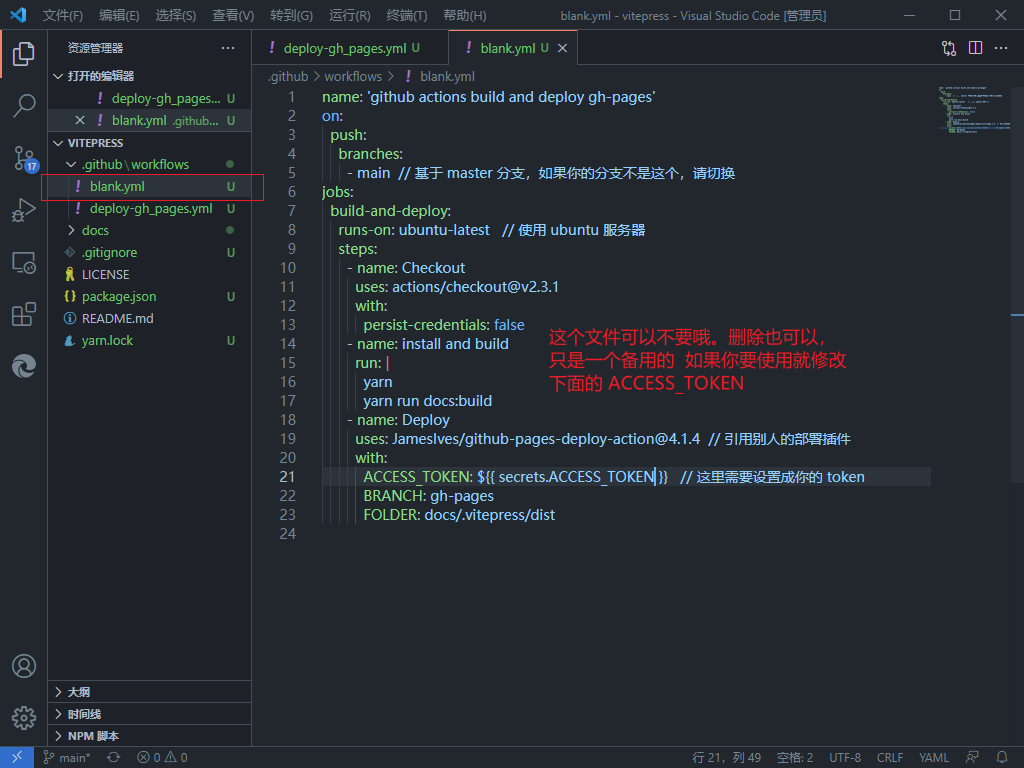 文件(F) 编辑(E) 选择(S) 查看(V) 转到(G) 运行(R) 终端(T) 帮助(H) blank.yml - vitepress - Visual Studio Code [管理员]
资源管理器 ···
打开的编辑器
! deploy-gh_pages... U
× ! blank.yml .github... U
VITEPRESS
.github \ workflows
! blank.yml U
! deploy-gh_pages.yml U
docs
.gitignore U
LICENSE
{} package.json U
README.md
yarn.lock U
大纲
时间线
NPM 脚本
17
! deploy-gh_pages.yml U ! blank.yml U ×
.github > workflows > ! blank.yml
1 name: 'github actions build and deploy gh-pages'
2 on:
3 push:
4 branches:
5 - main // 基于 master 分支，如果你的分支不是这个，请切换
6 jobs:
7 build-and-deploy:
8 runs-on: ubuntu-latest // 使用 ubuntu 服务器
9 steps:
10 - name: Checkout
11 uses: actions/checkout@v2.3.1
12 with:
13 persist-credentials: false
14 - name: install and build
15 run: |
16 yarn
17 yarn run docs:build
18 - name: Deploy
19 uses: JamesIves/github-pages-deploy-action@4.1.4 // 引用别人的部署插件
20 with:
21 ACCESS_TOKEN: ${{ secrets.ACCESS_TOKEN }} // 这里需要设置成你的 token
22 BRANCH: gh-pages
23 FOLDER: docs/.vitepress/dist
24
这个文件可以不要哦。删除也可以，
只是一个备用的 如果你要使用就修改
下面的 ACCESS_TOKEN
main* 0 0 行 21，列 49 空格: 2 UTF-8 CRLF YAML